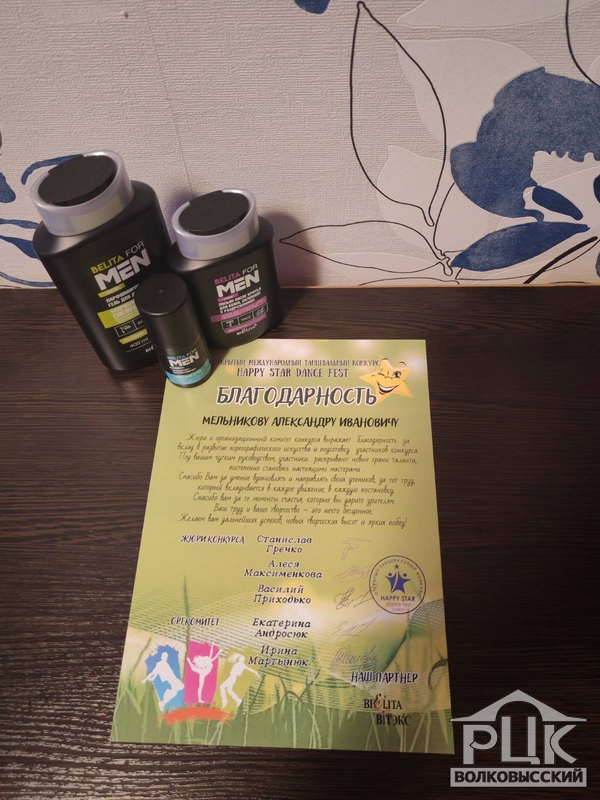 BELITA FOR
MEN
400 мл
BELITA FOR
MEN
FACE
MEN
ОТКРЫТЫЙ МЕЖДУНАРОДНЫЙ ТАНЦЕВАЛЬНЫЙ КОНКУРС
HAPPY STAR DANCE FEST
БЛАГОДАРНОСТЬ
МЕЛЬНИКОВУ АЛЕКСАНДРУ ИВАНОВИЧУ
Жюри и организационный комитет конкурса выражает благодарность за
вклад в развитие хореографического искусства и подготовку участников конкурса.
Под вашим чутким руководством, участники раскрывают новые грани таланта,
постепенно становясь настоящими мастерами.
Спасибо Вам за умение вдохновлять и направлять своих учеников, за тот труд,
который вкладывается в каждое движение, в каждую постановку.
Спасибо вам за те моменты счастья, которые вы дарите зрителям.
Ваш труд и ваше творчество – это нечто бесценное.
Желаем вам дальнейших успехов, новых творческих высот и ярких побед!
ЖЮРИ КОНКУРСА
Станислав
Гречко
Алеся
Максименкова
Василий
Приходько
HAPPY STAR
DANCE FEST
ОРГКОМИТЕТ
Екатерина
Андросюк
Ирина
Мартынюк
НАШ ПАРТНЕР
BIELITA
ВІТЭКС
РЦК
ВОЛКОВЫССКИЙ